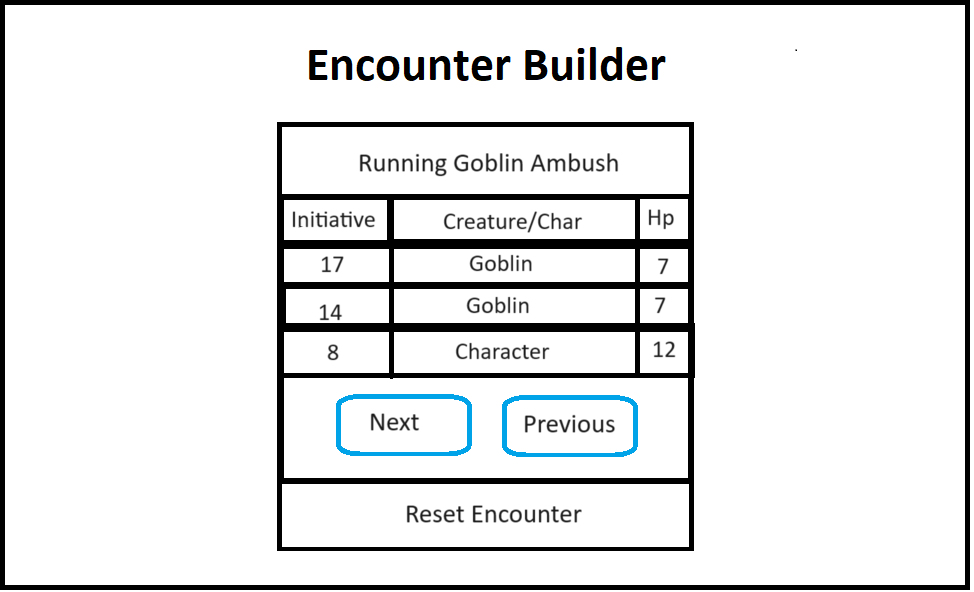 Encounter Builder
Running Goblin Ambush
Initiative Creature/Char Hp
17 Goblin 7
14 Goblin 7
8 Character 12
Next Previous
Reset Encounter